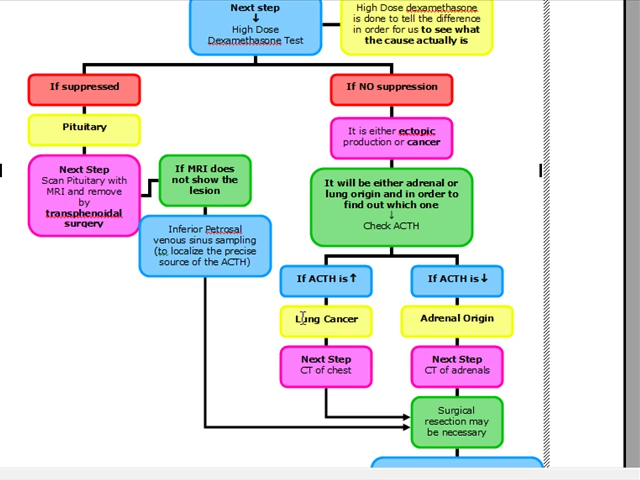 Next step
↓
High Dose
Dexamethasone Test
High Dose dexamethasone
is done to tell the difference
in order for us to see what
the cause actually is
If suppressed
If NO suppression
Pituitary
It is either ectopic
production or cancer
Next Step
Scan Pituitary with
MRI and remove
by
transphenoidal
surgery
If MRI does
not show the
lesion
It will be either adrenal or
lung origin and in order to
find out which one
↓
Check ACTH
Inferior Petrosal
venous sinus sampling
(to localize the precise
source of the ACTH)
If ACTH is ↑
If ACTH is ↓
Lung Cancer
Adrenal Origin
Next Step
CT of chest
Next Step
CT of adrenals
Surgical
resection may
be necessary